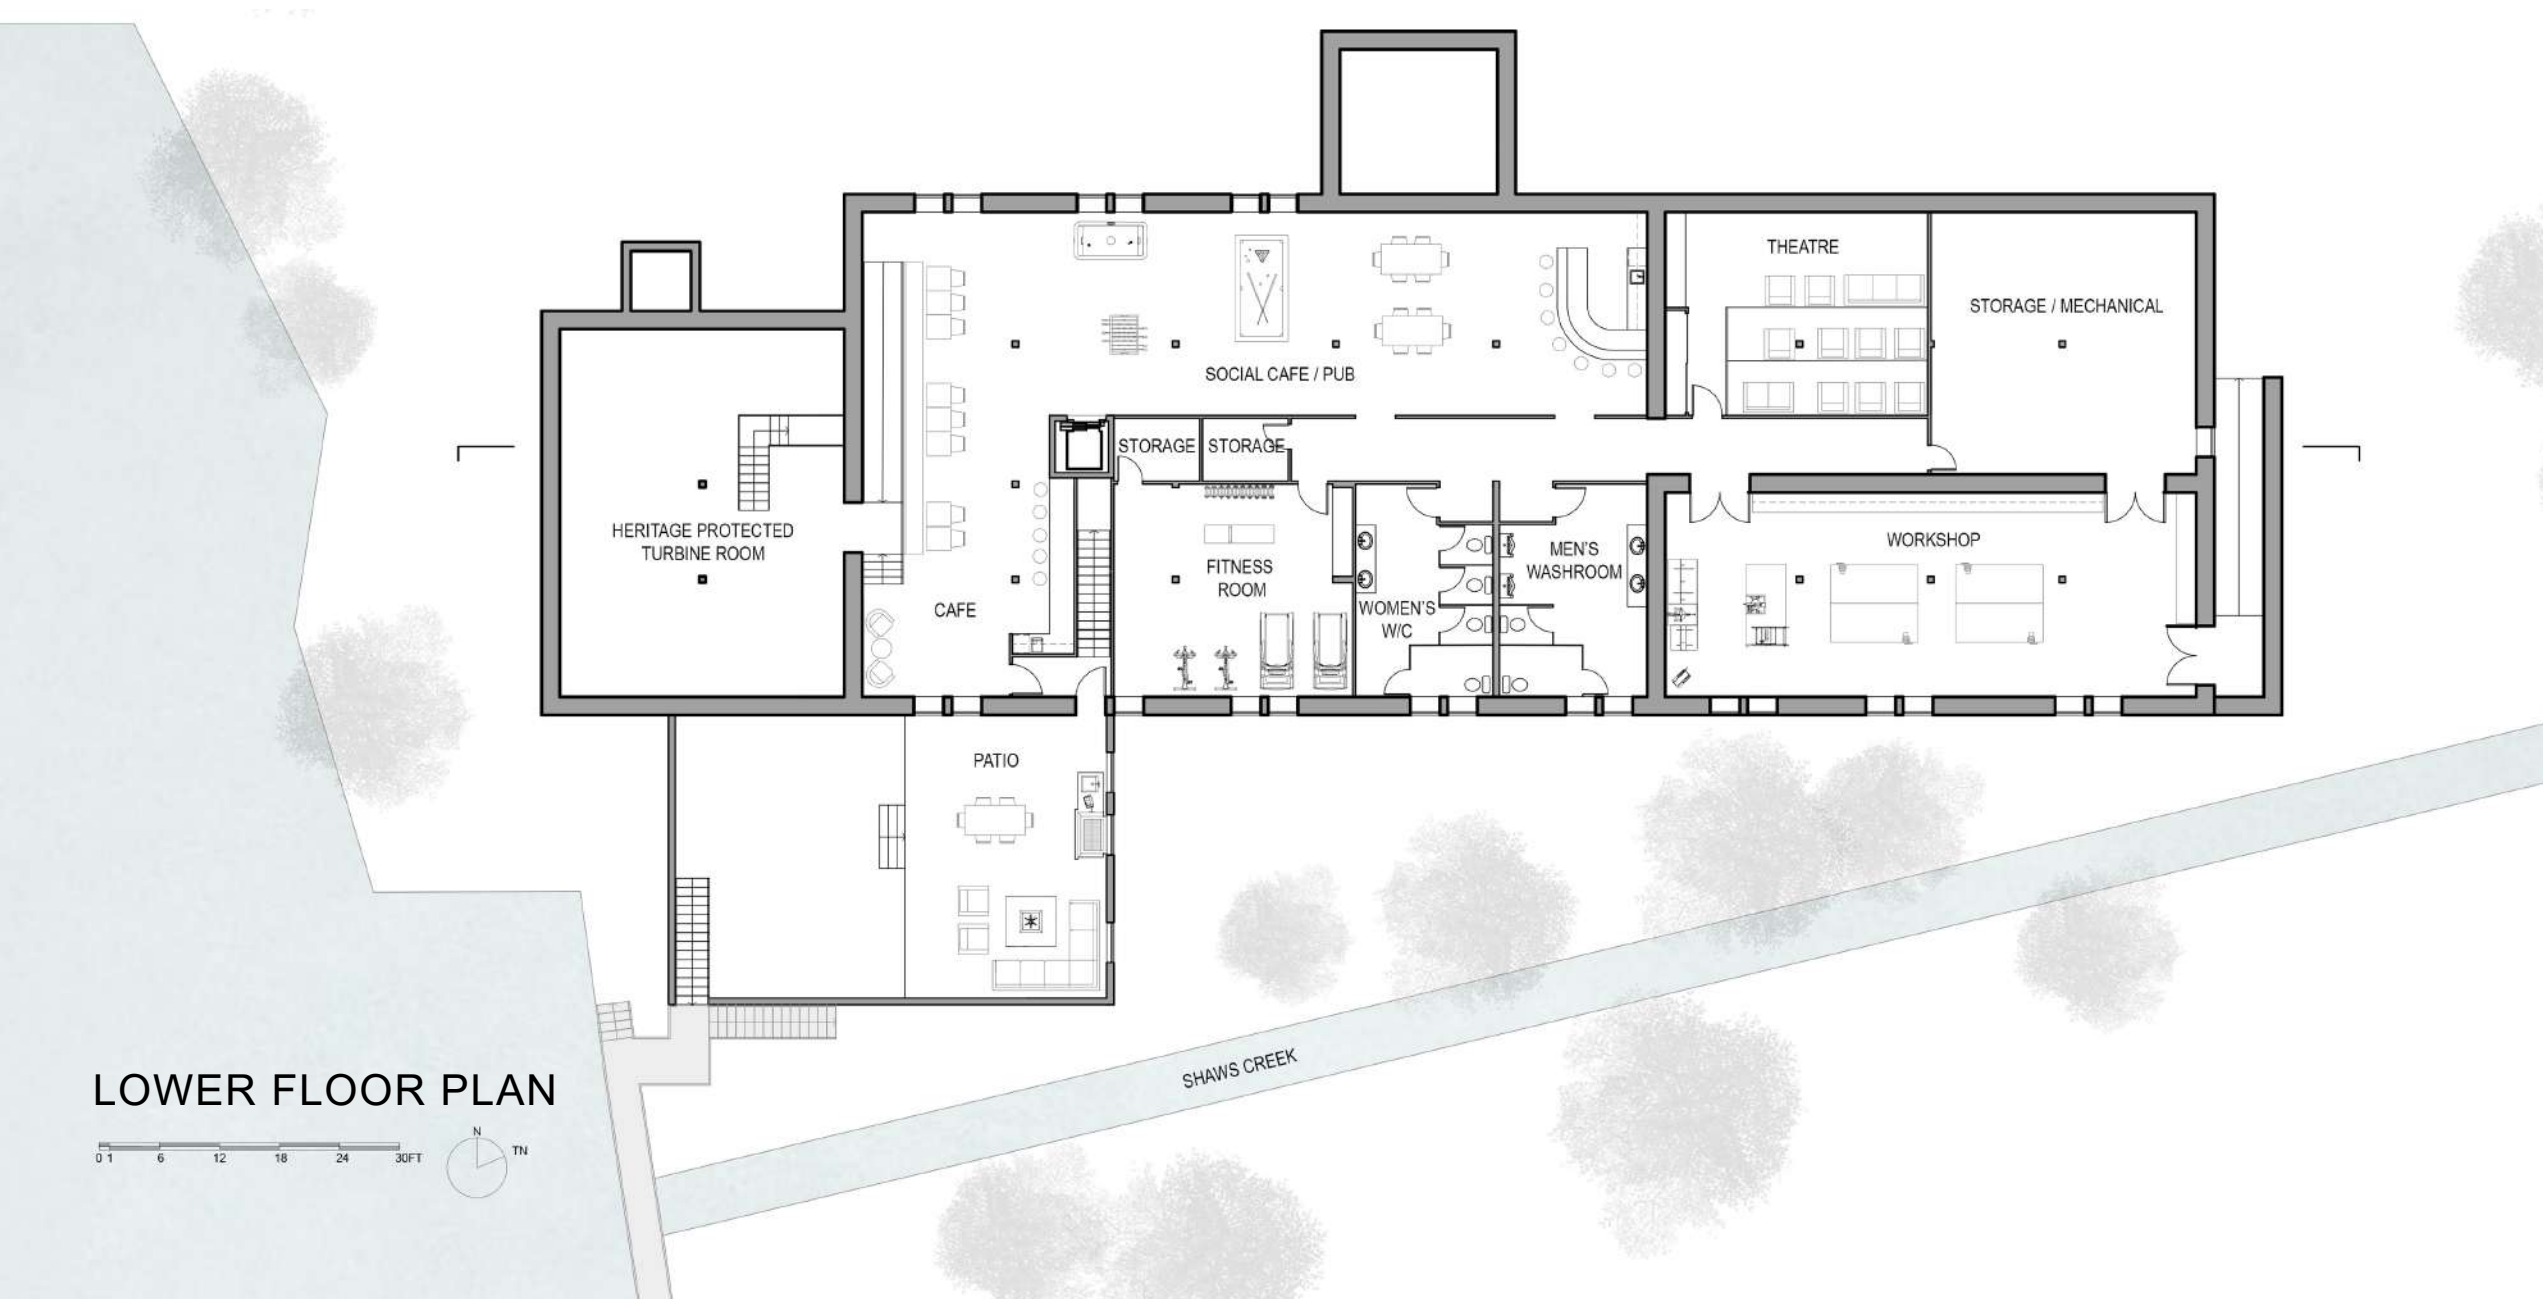 THEATRE
STORAGE / MECHANICAL
SOCIAL CAFE / PUB
STORAGE
STORAGE
HERITAGE PROTECTED
TURBINE ROOM
WORKSHOP
MEN'S
WASHROOM
FITNESS
ROOM
CAFE
WOMEN'S
W/C
PATIO
SHAWS CREEK
LOWER FLOOR PLAN
N
TN
0 1 6 12 18 24 30FT